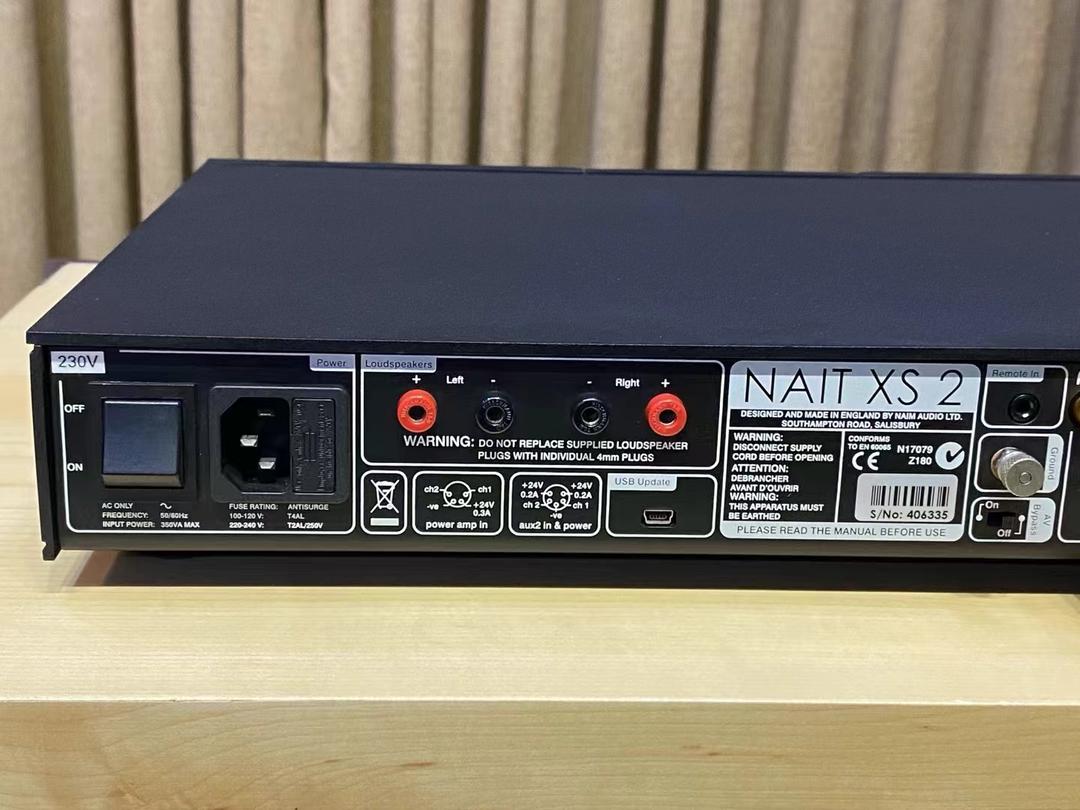 230V
Power
OFF
ON
AC ONLY
FREQUENCY: 50/60Hz
INPUT POWER: 350VA MAX
FUSE RATING: ANTISURGE
100-120 V: T4AL
220-240 V: T2AL/250V
Loudspeakers
+ Left - - Right +
WARNING: DO NOT REPLACE SUPPLIED LOUDSPEAKER
PLUGS WITH INDIVIDUAL 4mm PLUGS
ch2 ch1
-ve +24V
0.3A
power amp in
+24V +24V
0.2A 0.2A
ch 2 ch 1
-ve
aux2 in & power
USB Update
NAIT XS 2
DESIGNED AND MADE IN ENGLAND BY NAIM AUDIO LTD.
SOUTHAMPTON ROAD, SALISBURY
WARNING:
DISCONNECT SUPPLY
CORD BEFORE OPENING
ATTENTION:
DEBRANCHER
AVANT D'OUVRIR
WARNING:
THIS APPARATUS MUST
BE EARTHED
CONFORMS
TO EN 60065
CE
N17079
Z180
S/No: 406335
PLEASE READ THE MANUAL BEFORE USE
Remote In
Ground
On
Off
AV
Bypass